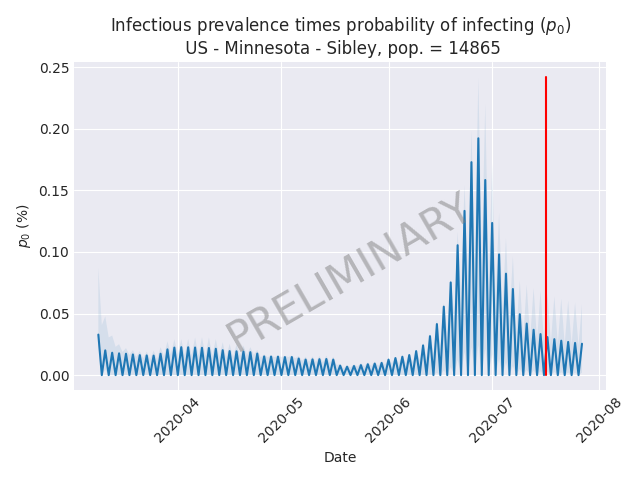 Infectious prevalence times probability of infecting (p₀)
US - Minnesota - Sibley, pop. = 14865
0.25
0.20
0.15
0.10
0.05
0.00
p₀ (%)
PRELIMINARY
2020-04
2020-05
2020-06
2020-07
2020-08
Date